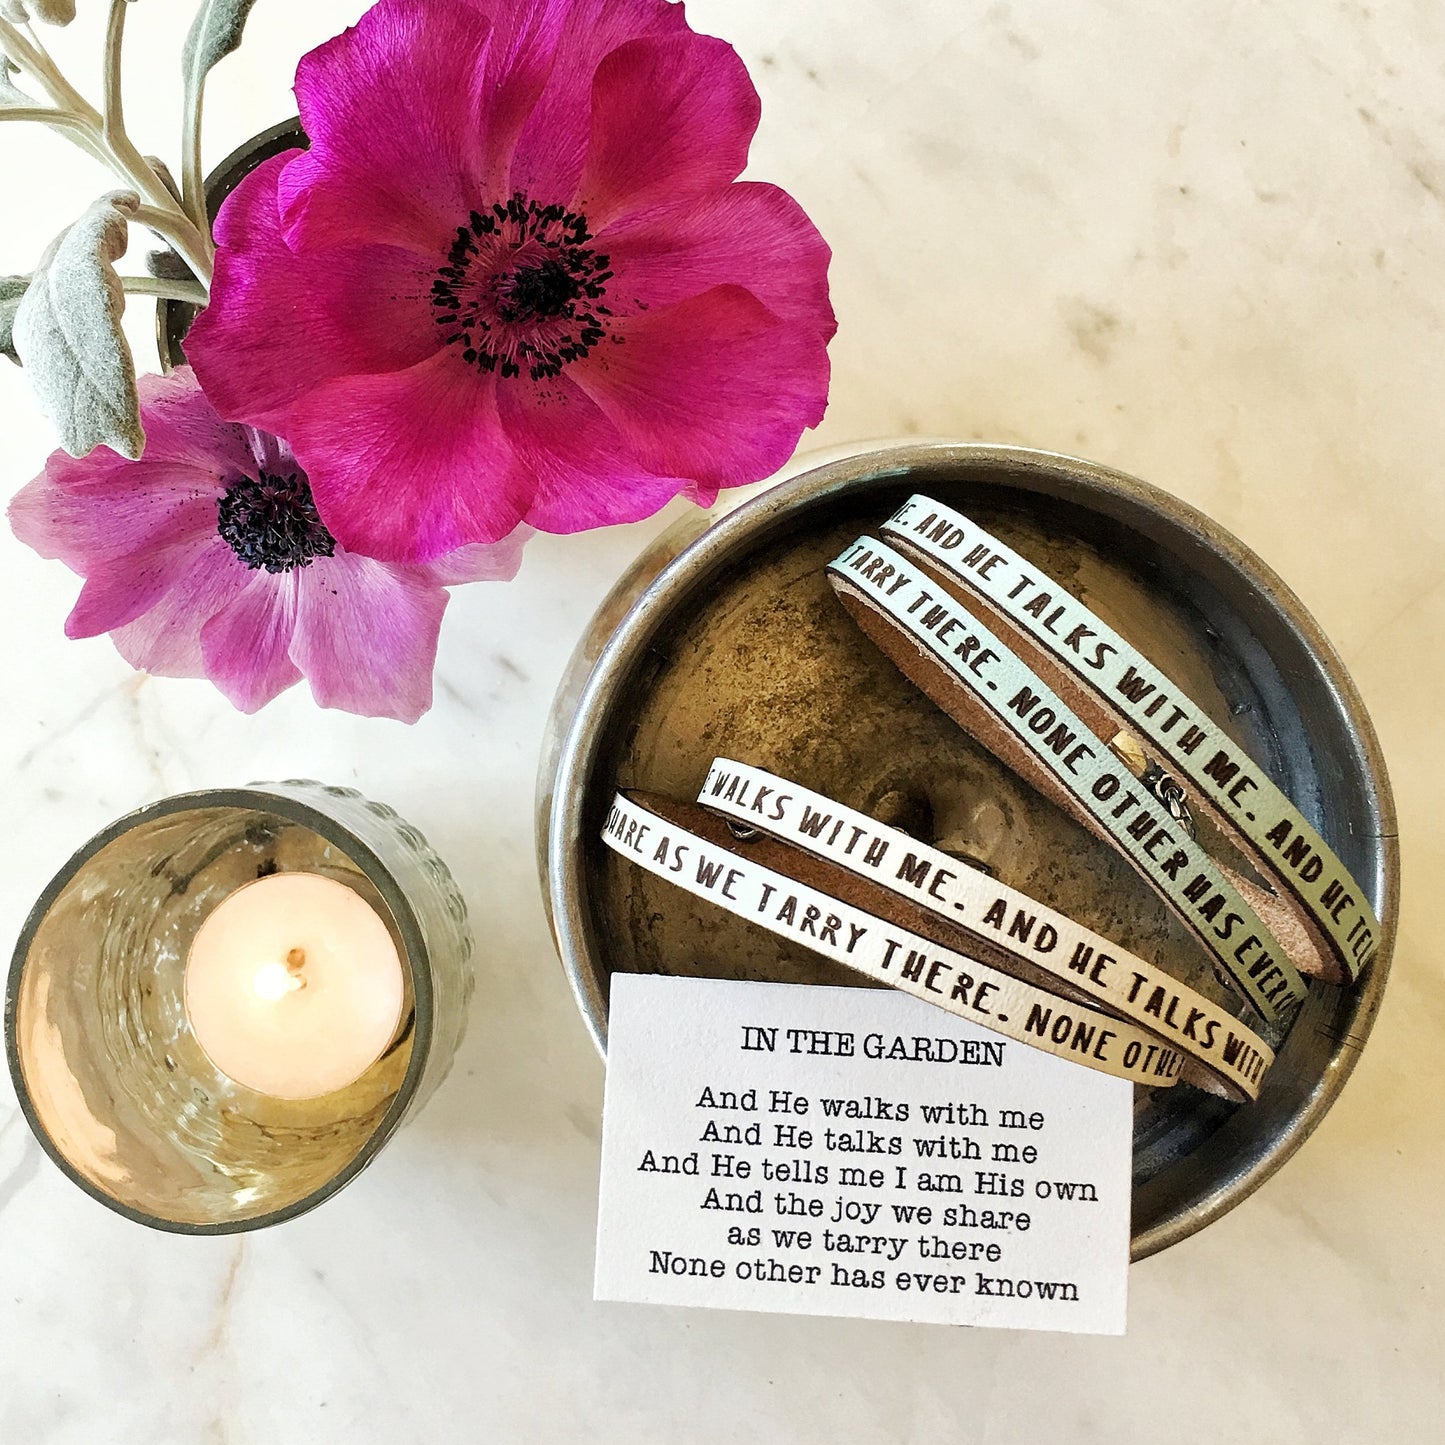 . AND HE TALKS WITH ME. AND HE TELL
TARRY THERE. NONE OTHER HAS EVER
WALKS WITH ME. AND HE TALKS WITH
SHARE AS WE TARRY THERE. NONE OTHER
IN THE GARDEN
And He walks with me
And He talks with me
And He tells me I am His own
And the joy we share
as we tarry there
None other has ever known